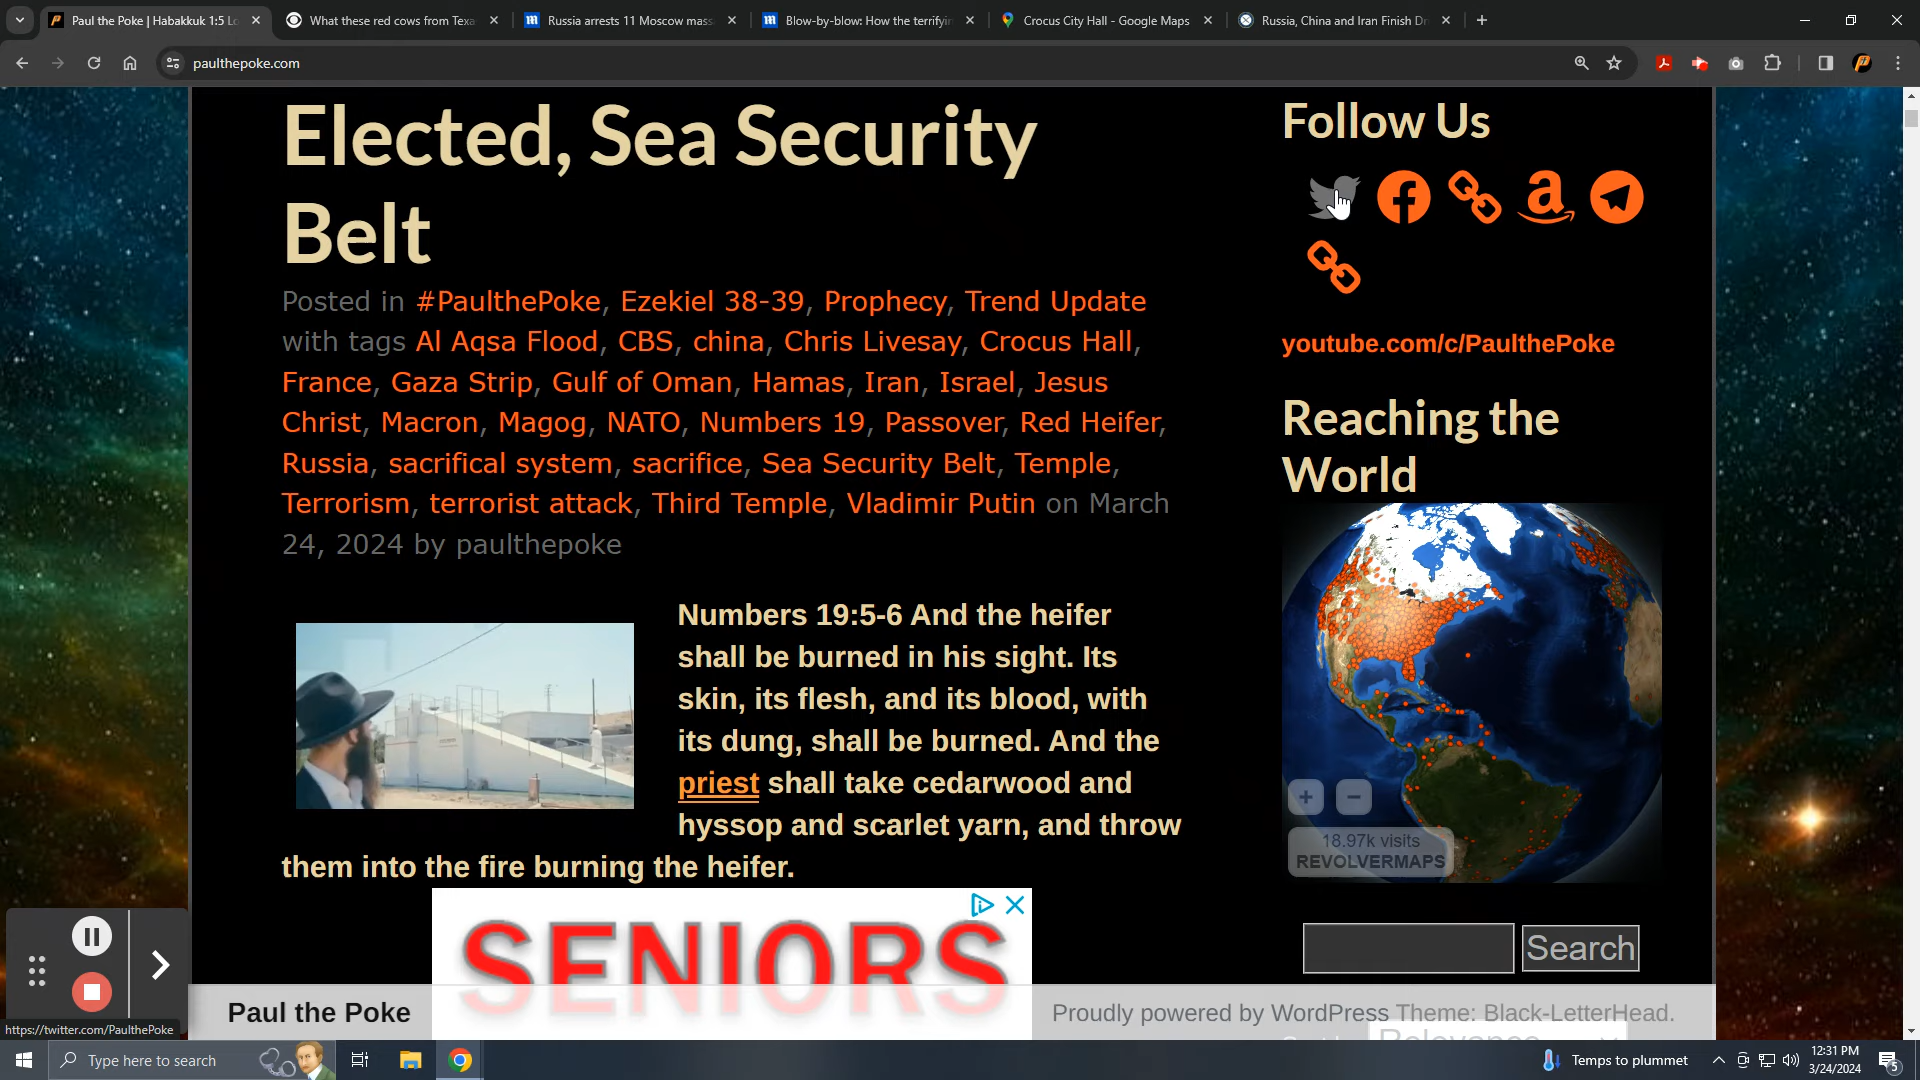 Paul the Poke | Habakkuk 1:5 Lo
What these red cows from Texa
Russia arrests 11 Moscow mass
Blow-by-blow: How the terrifyin
Crocus City Hall - Google Maps
Russia, China and Iran Finish Dr
paulthepoke.com
Elected, Sea Security
Belt
Posted in #PaulthePoke, Ezekiel 38-39, Prophecy, Trend Update
with tags Al Aqsa Flood, CBS, china, Chris Livesay, Crocus Hall,
France, Gaza Strip, Gulf of Oman, Hamas, Iran, Israel, Jesus
Christ, Macron, Magog, NATO, Numbers 19, Passover, Red Heifer,
Russia, sacrifical system, sacrifice, Sea Security Belt, Temple,
Terrorism, terrorist attack, Third Temple, Vladimir Putin on March
24, 2024 by paulthepoke
Numbers 19:5-6 And the heifer
shall be burned in his sight. Its
skin, its flesh, and its blood, with
its dung, shall be burned. And the
priest shall take cedarwood and
hyssop and scarlet yarn, and throw
them into the fire burning the heifer.
SENIORS
Follow Us
youtube.com/c/PaulthePoke
Reaching the
World
+ −
18.97k visits
REVOLVERMAPS
Search
Paul the Poke
Proudly powered by WordPress Theme: Black-LetterHead.
Relevance
https://twitter.com/PaulthePoke
Type here to search
Temps to plummet
12:31 PM
3/24/2024
5